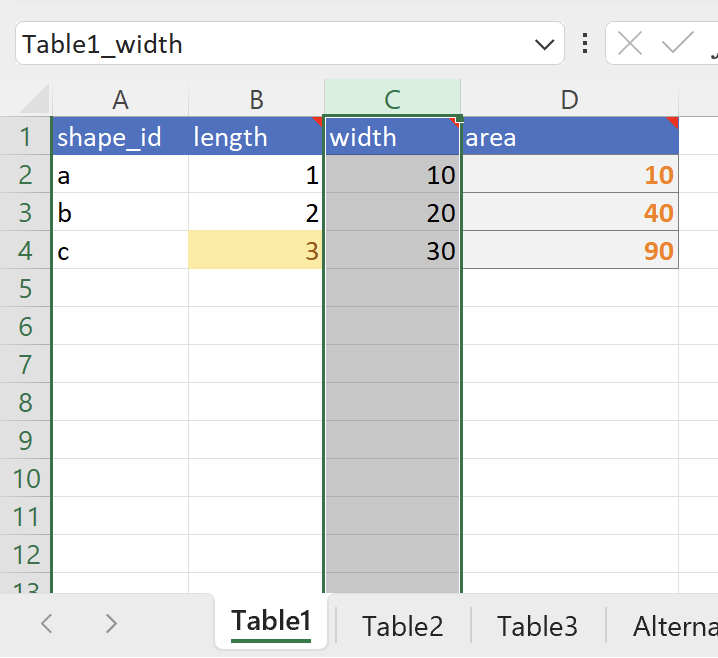 Table1_width
A B C D
1 shape_id length width area
2 a 1 10 10
3 b 2 20 40
4 c 3 30 90
5
6
7
8
9
10
11
12
13
Table1 Table2 Table3 Alterna